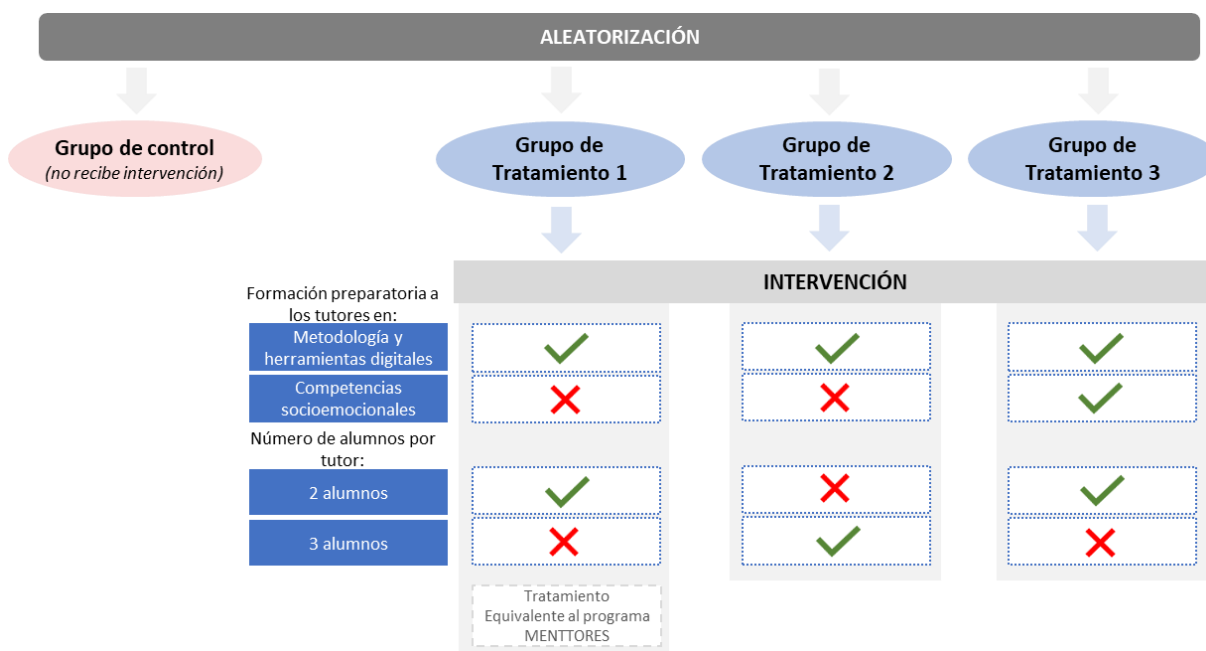 ALEATORIZACIÓN
Grupo de control
(no recibe intervención)
Grupo de
Tratamiento 1
Grupo de
Tratamiento 2
Grupo de
Tratamiento 3
INTERVENCIÓN
Formación preparatoria a
los tutores en:
Metodología y
herramientas digitales
Competencias
socioemocionales
Número de alumnos por
tutor:
2 alumnos
3 alumnos
Tratamiento
Equivalente al programa
MENTTORES